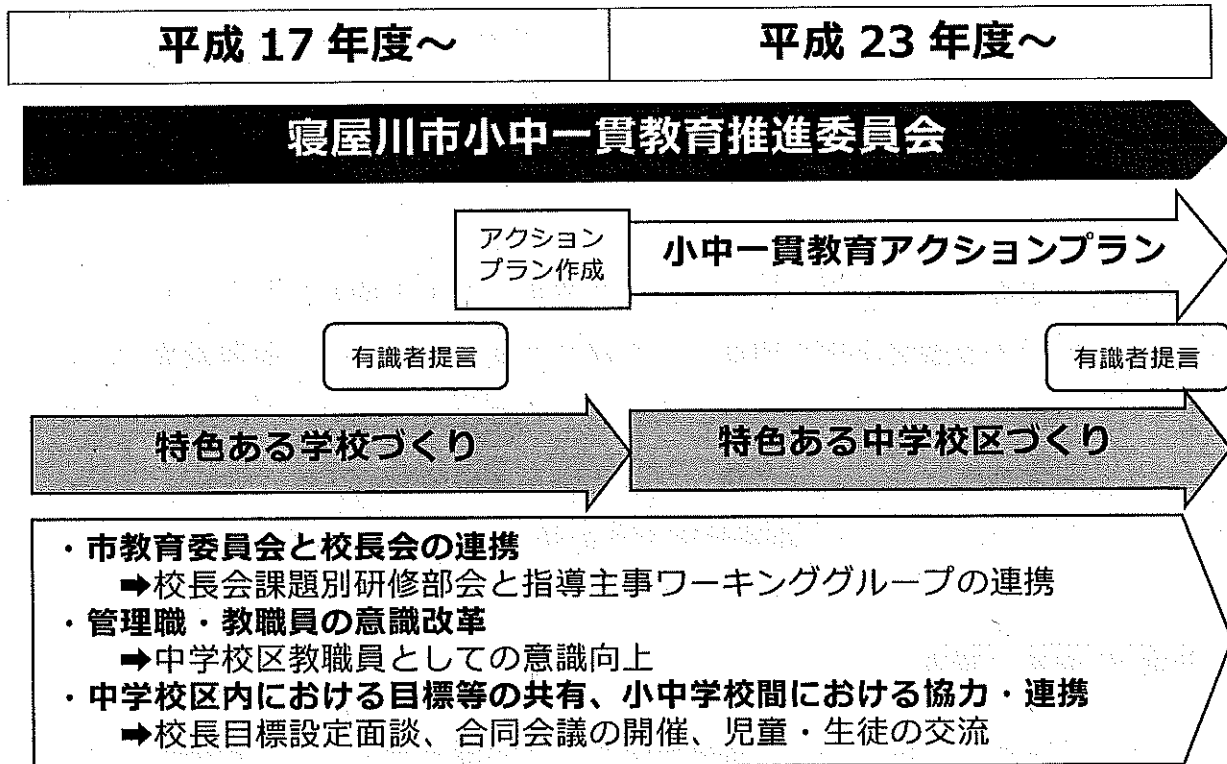 平成 17 年度～
平成 23 年度～
寝屋川市小中一貫教育推進委員会
アクション
プラン作成
小中一貫教育アクションプラン
有識者提言
有識者提言
特色ある学校づくり
特色ある中学校区づくり
・市教育委員会と校長会の連携
➡校長会課題別研修部会と指導主事ワーキンググループの連携
・管理職・教職員の意識改革
➡中学校区教職員としての意識向上
・中学校区内における目標等の共有、小中学校間における協力・連携
➡校長目標設定面談、合同会議の開催、児童・生徒の交流